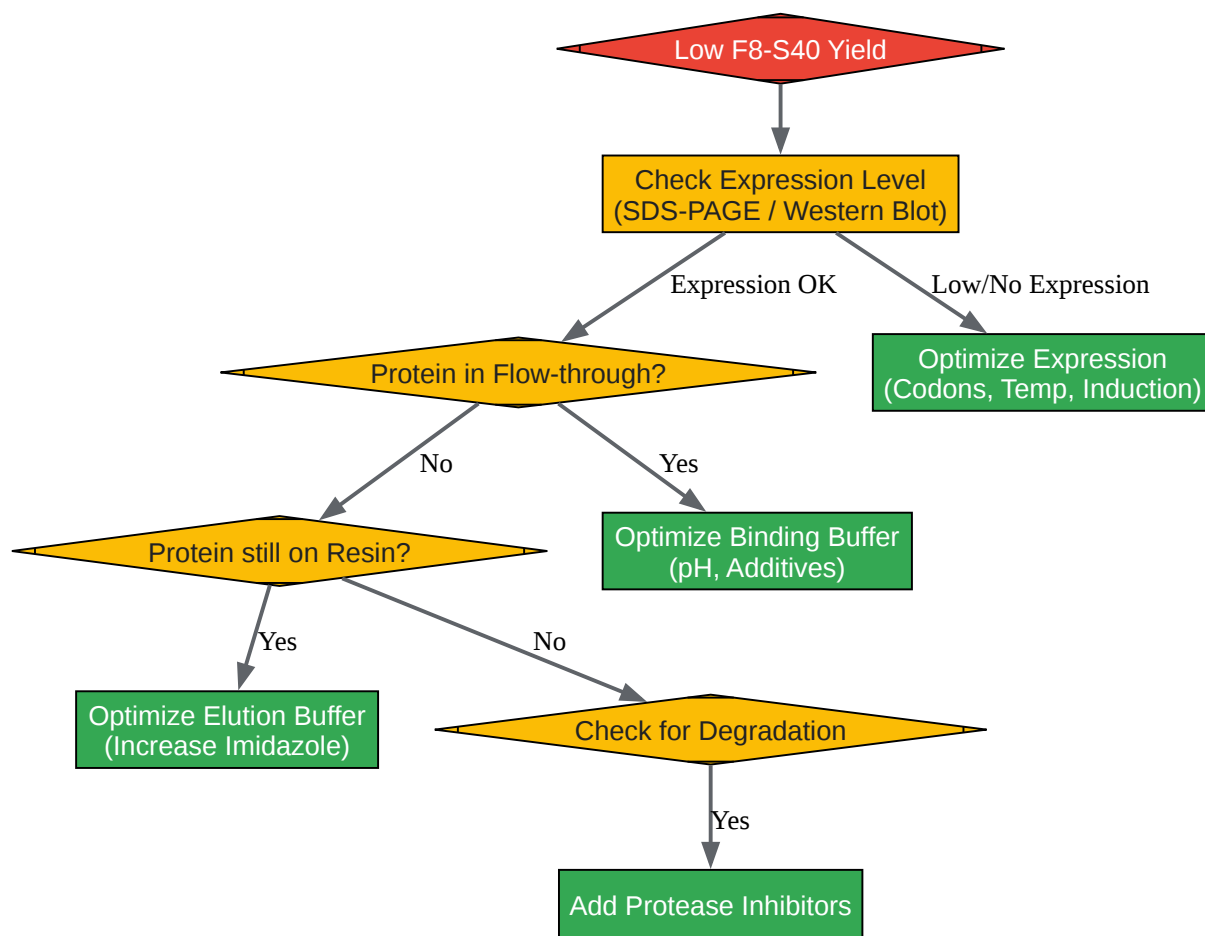 Low F8-S40 Yield
Check Expression Level
(SDS-PAGE / Western Blot)
Expression OK
Low/No Expression
Protein in Flow-through?
Optimize Expression
(Codons, Temp, Induction)
No
Yes
Protein still on Resin?
Optimize Binding Buffer
(pH, Additives)
Yes
No
Optimize Elution Buffer
(Increase Imidazole)
Check for Degradation
Yes
Add Protease Inhibitors